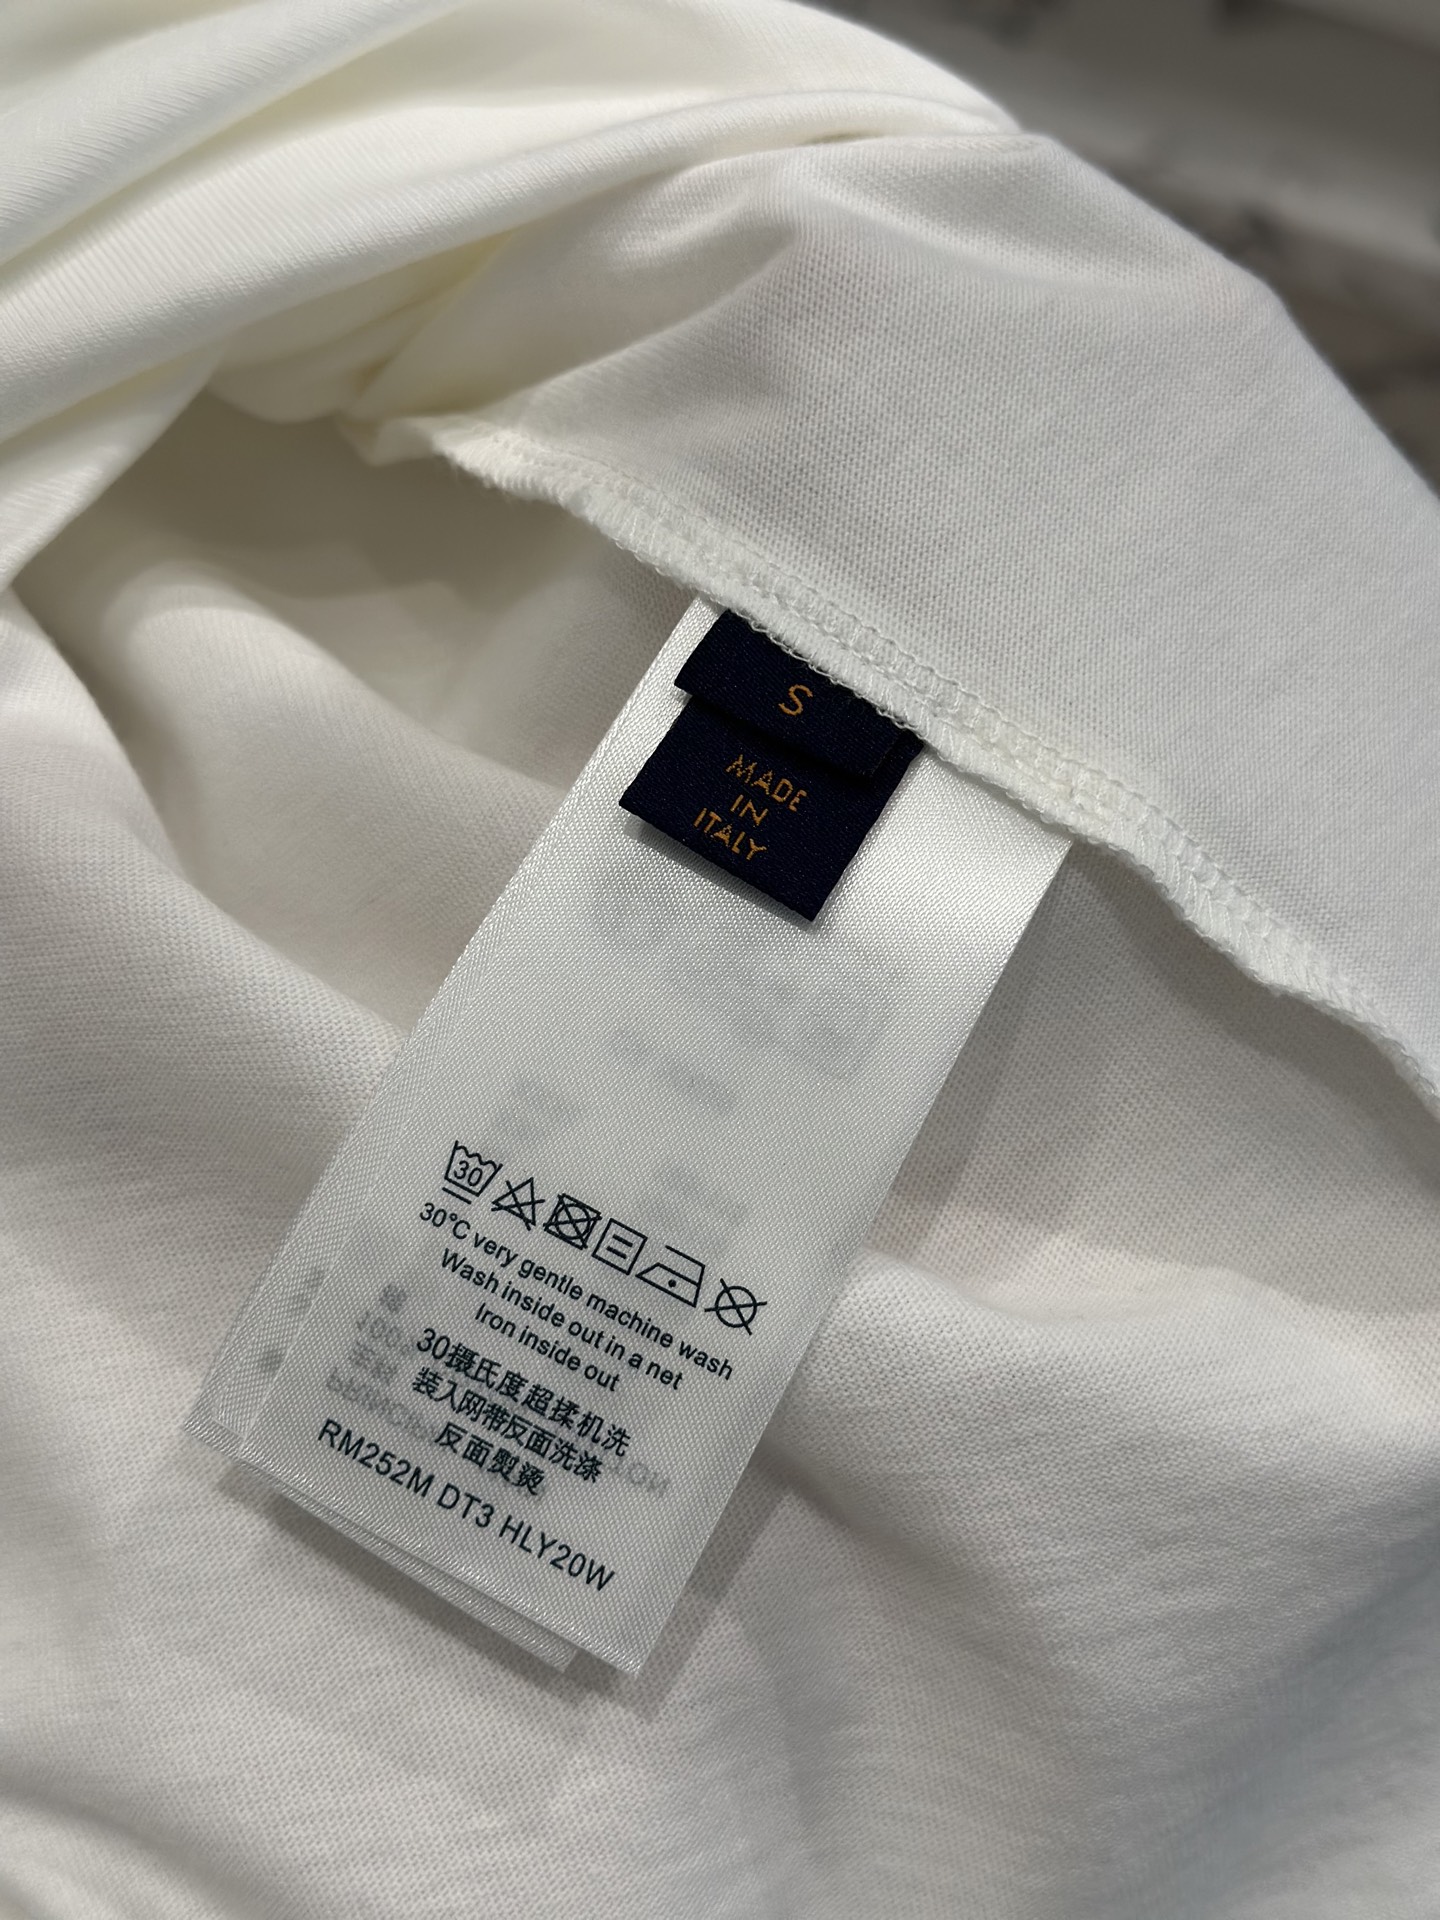 S
MADE
IN
ITALY
30
30°C very gentle machine wash
Wash inside out in a net
Iron inside out
30摄氏度超揉机洗
装入网带反面洗涤
反面熨烫
RM252M DT3 HLY20W